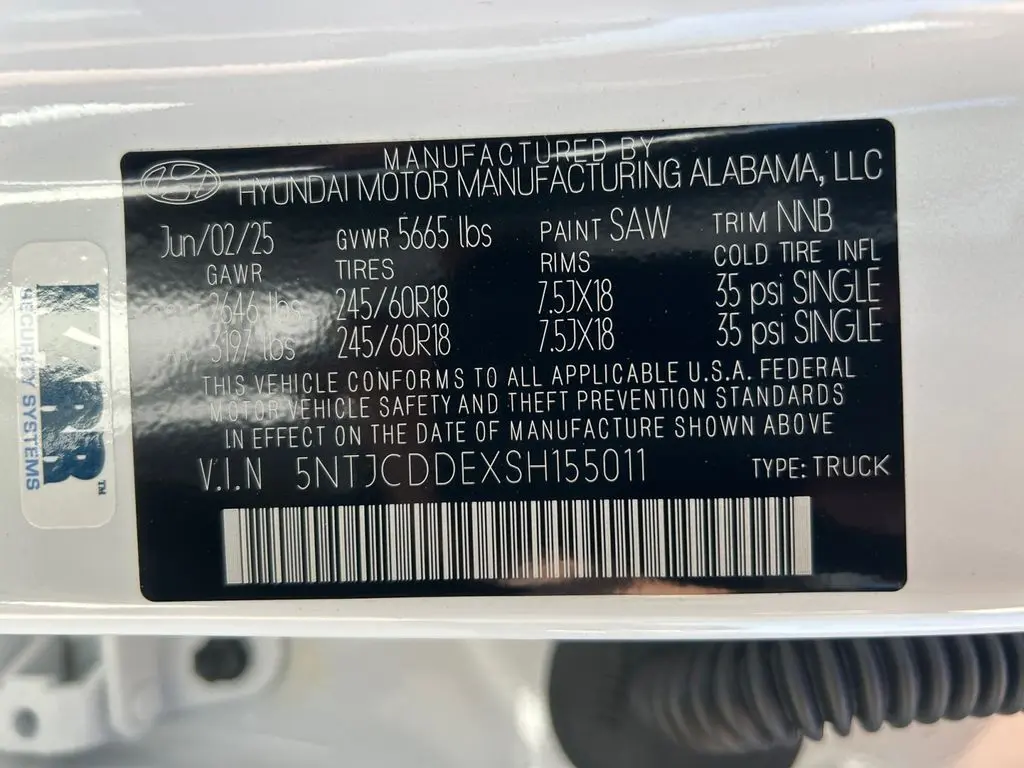 MANUFACTURED BY
HYUNDAI MOTOR MANUFACTURING ALABAMA, LLC
Jun/02/25 GVWR 5665 lbs PAINT SAW TRIM NNB
GAWR TIRES RIMS COLD TIRE INFL
2646 lbs 245/60R18 7.5JX18 35 psi SINGLE
3197 lbs 245/60R18 7.5JX18 35 psi SINGLE
THIS VEHICLE CONFORMS TO ALL APPLICABLE U.S.A. FEDERAL
MOTOR VEHICLE SAFETY AND THEFT PREVENTION STANDARDS
IN EFFECT ON THE DATE OF MANUFACTURE SHOWN ABOVE
V.I.N 5NTJCDDEXSH155011 TYPE: TRUCK
SECURITY SYSTEMS
TM